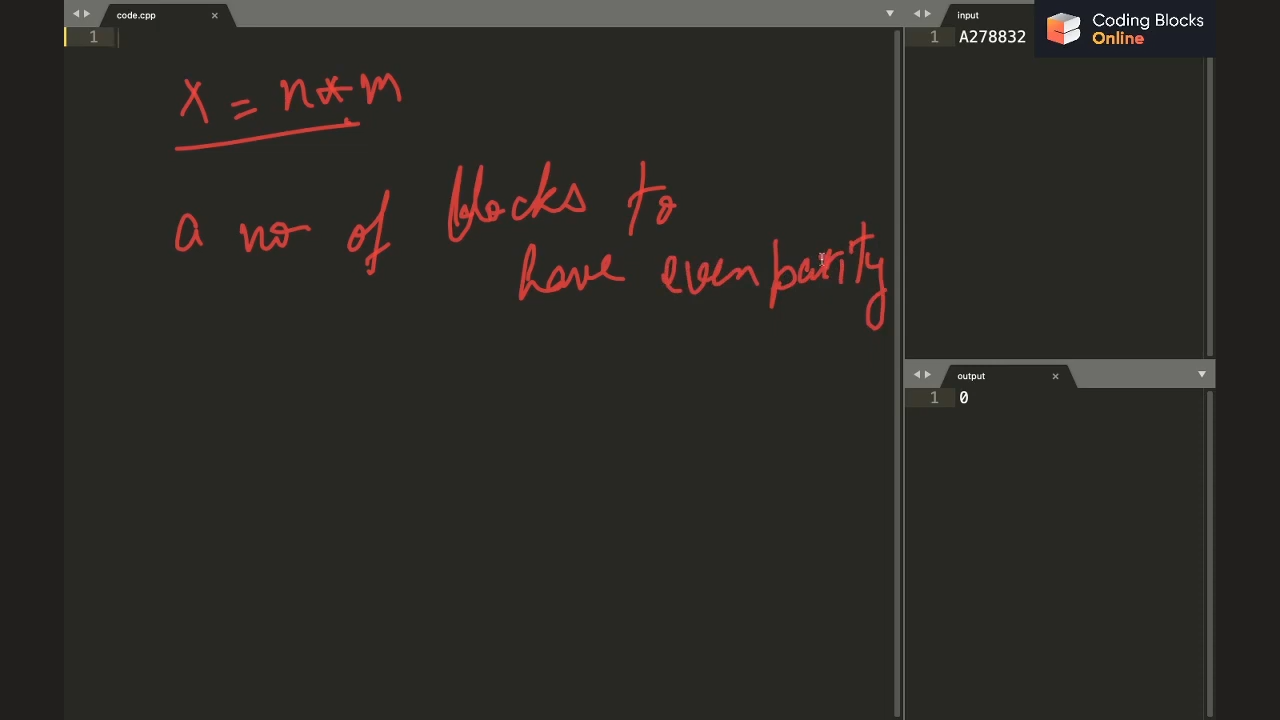 code.cpp
input
Coding Blocks
Online
1
1 A278832
X = n*m
a no of blocks to
have even parity
output
1 0